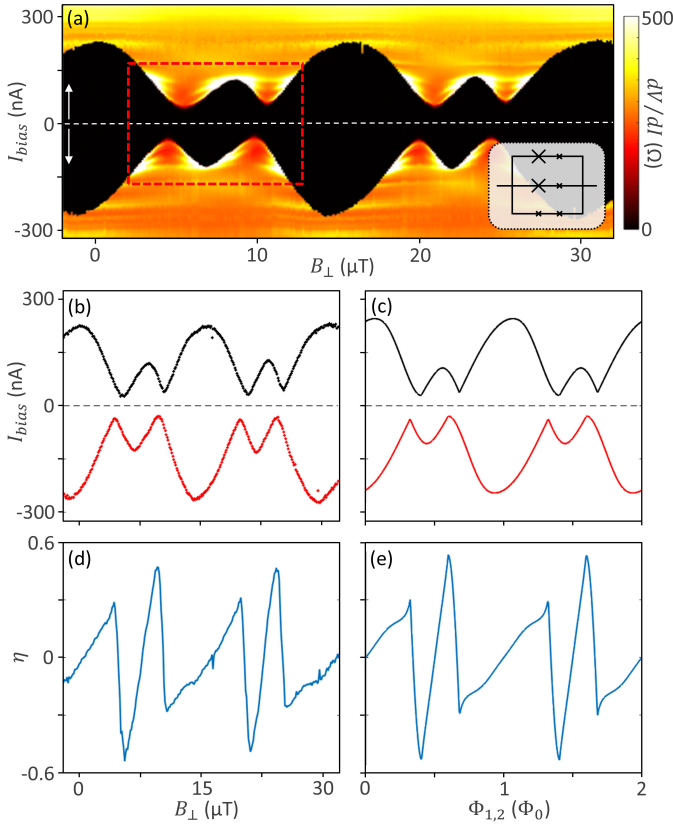 (a)
300
0
-300
I_bias (nA)
0
10
20
30
B⊥ (μT)
500
0
dV / dI (Ω)
(b)
300
0
-300
I_bias (nA)
(c)
(d)
0.6
0
-0.6
η
0
15
30
B⊥ (μT)
(e)
0
1
2
Φ1,2 (Φ0)